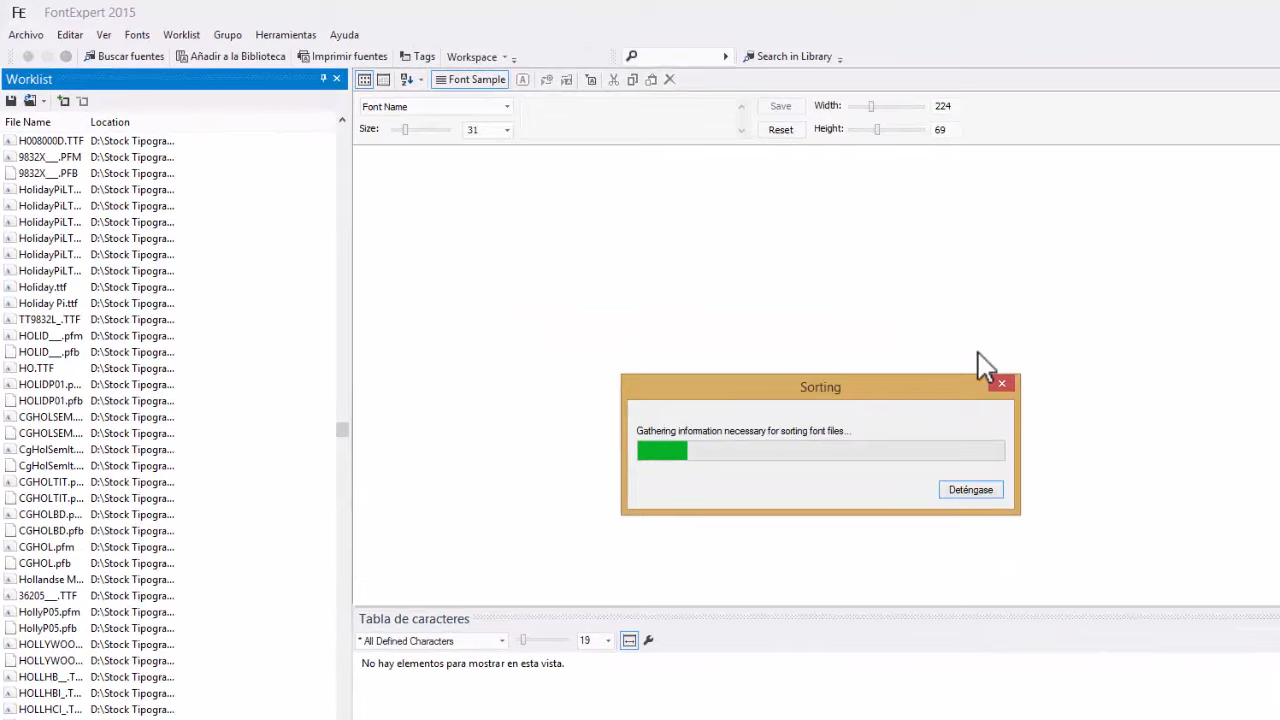 FE FontExpert 2015
Archivo Editar Ver Fonts Worklist Grupo Herramientas Ayuda
Buscar fuentes Añadir a la Biblioteca Imprimir fuentes Tags Workspace Search in Library
Worklist
Font Sample
Font Name Save Width: 224
Size: 31 Reset Height: 69
File Name Location
H008000D.TTF D:\Stock Tipogra...
9832X___.PFM D:\Stock Tipogra...
9832X___.PFB D:\Stock Tipogra...
HolidayPiLT... D:\Stock Tipogra...
HolidayPiLT... D:\Stock Tipogra...
HolidayPiLT... D:\Stock Tipogra...
HolidayPiLT... D:\Stock Tipogra...
HolidayPiLT... D:\Stock Tipogra...
HolidayPiLT... D:\Stock Tipogra...
Holiday.ttf D:\Stock Tipogra...
Holiday Pi.ttf D:\Stock Tipogra...
TT9832L_.TTF D:\Stock Tipogra...
HOLID___.pfm D:\Stock Tipogra...
HOLID___.pfb D:\Stock Tipogra...
HO.TTF D:\Stock Tipogra...
HOLIDP01.p... D:\Stock Tipogra...
HOLIDP01.pfb D:\Stock Tipogra...
CGHOLSEM.... D:\Stock Tipogra...
CGHOLSEM.... D:\Stock Tipogra...
CgHolSemIt.... D:\Stock Tipogra...
CgHolSemIt... D:\Stock Tipogra...
CGHOLTIT.p... D:\Stock Tipogra...
CGHOLTIT.p... D:\Stock Tipogra...
CGHOLBD.p... D:\Stock Tipogra...
CGHOLBD.pfb D:\Stock Tipogra...
CGHOL.pfm D:\Stock Tipogra...
CGHOL.pfb D:\Stock Tipogra...
Hollandse M... D:\Stock Tipogra...
36205___.TTF D:\Stock Tipogra...
HollyP05.pfm D:\Stock Tipogra...
HollyP05.pfb D:\Stock Tipogra...
HOLLYWOO... D:\Stock Tipogra...
HOLLYWOO... D:\Stock Tipogra...
HOLLHB__.T... D:\Stock Tipogra...
HOLLHBI_.T... D:\Stock Tipogra...
HOLLHCI_.T... D:\Stock Tipogra...
Sorting
Gathering information necessary for sorting font files...
Deténgase
Tabla de caracteres
* All Defined Characters 19
No hay elementos para mostrar en esta vista.